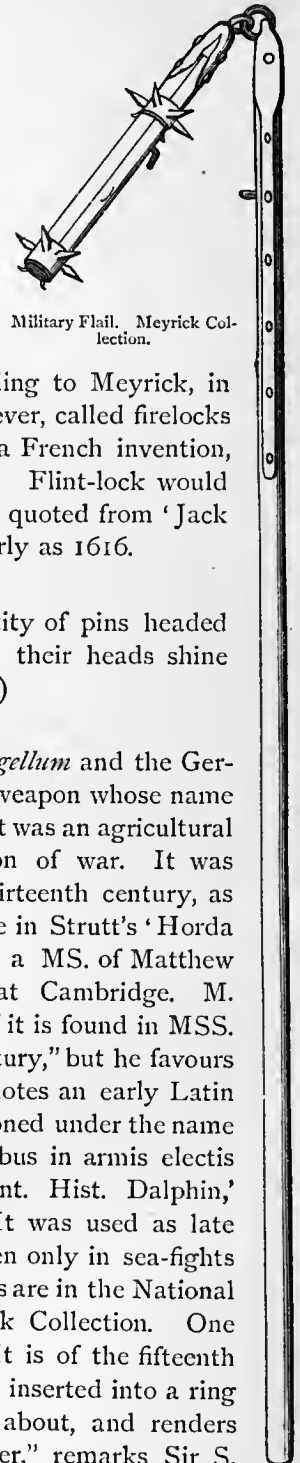 Military Flail. Meyrick Col-
lection.
ing to Meyrick, in
ever, called firelocks
a French invention,
Flint-lock would
quoted from ‘Jack
rly as 1616.
tity of pins headed
their heads shine
)
gellum and the Ger-
weapon whose name
t was an agricultural
on of war. It was
irteenth century, as
e in Strutt's ‘Horda
a MS. of Matthew
at Cambridge. M.
it is found in MSS.
tury,” but he favours
otes an early Latin
oned under the name
bus in armis electis
nt. Hist. Dalphin,’
It was used as late
en only in sea-fights
s are in the National
k Collection. One
It is of the fifteenth
inserted into a ring
about, and renders
er,” remarks Sir S.